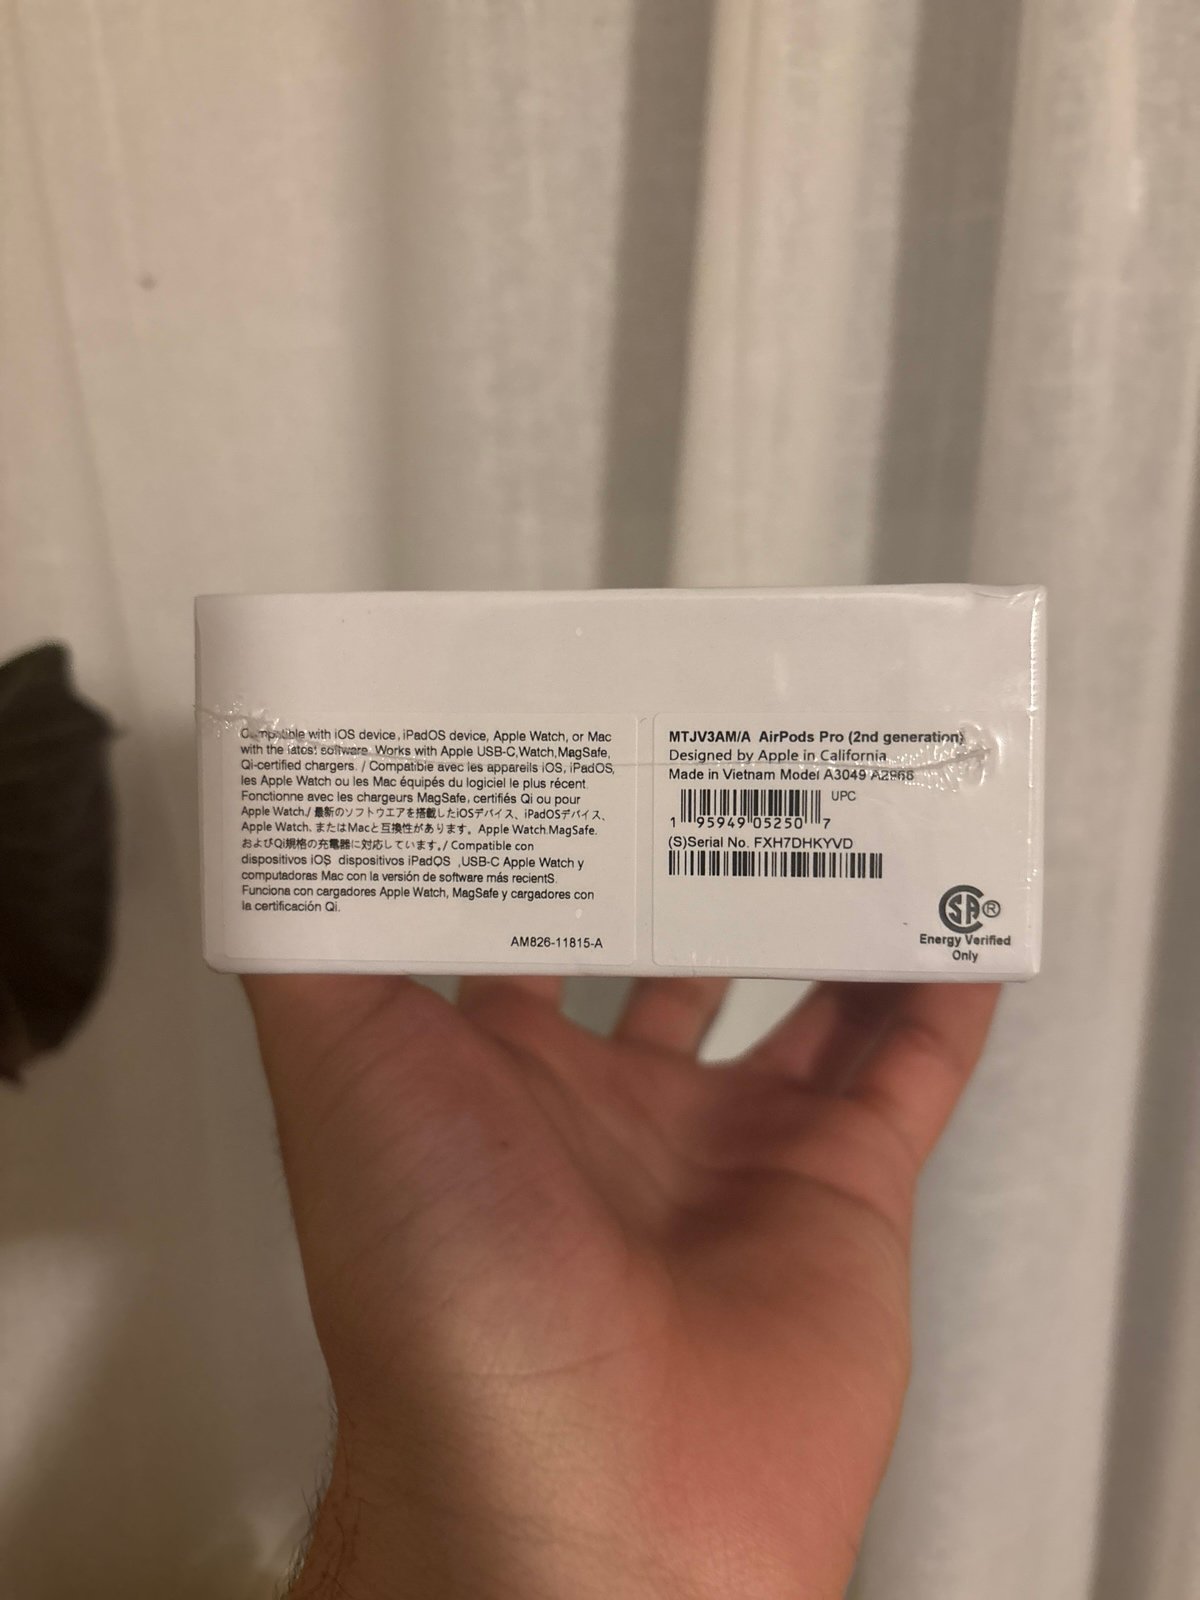 Compatible with iOS device, iPadOS device, Apple Watch, or Mac
with the latos: software. Works with Apple USB-C,Watch,MagSafe,
Qi-certified chargers. / Compatibie avec les appareils iOS, iPadOS,
les Apple Watch ou les Mac équipés du logiciel le plus récent.
Fonctionne avec les chargeurs MagSafe, certifiés Qi ou pour
Apple Watch./ 最新のソフトウエアを搭載したiOSデバイス、iPadOSデバイス、
Apple Watch、またはMacと互換性があります。Apple Watch.MagSafe.
およびQi規格の充電器に対応しています。/ Compatible con
dispositivos iOS dispositivos iPadOS ,USB-C Apple Watch y
computadoras Mac con la versión de software más recientS.
Funciona con cargadores Apple Watch, MagSafe y cargadores con
la certificación Qi.
AM826-11815-A
MTJV3AM/A AirPods Pro (2nd generation)
Designed by Apple in California
Made in Vietnam Model A3049 A2968
UPC
1 95949 05250 7
(S)Serial No. FXH7DHKYVD
SA®
Energy Verified
Only